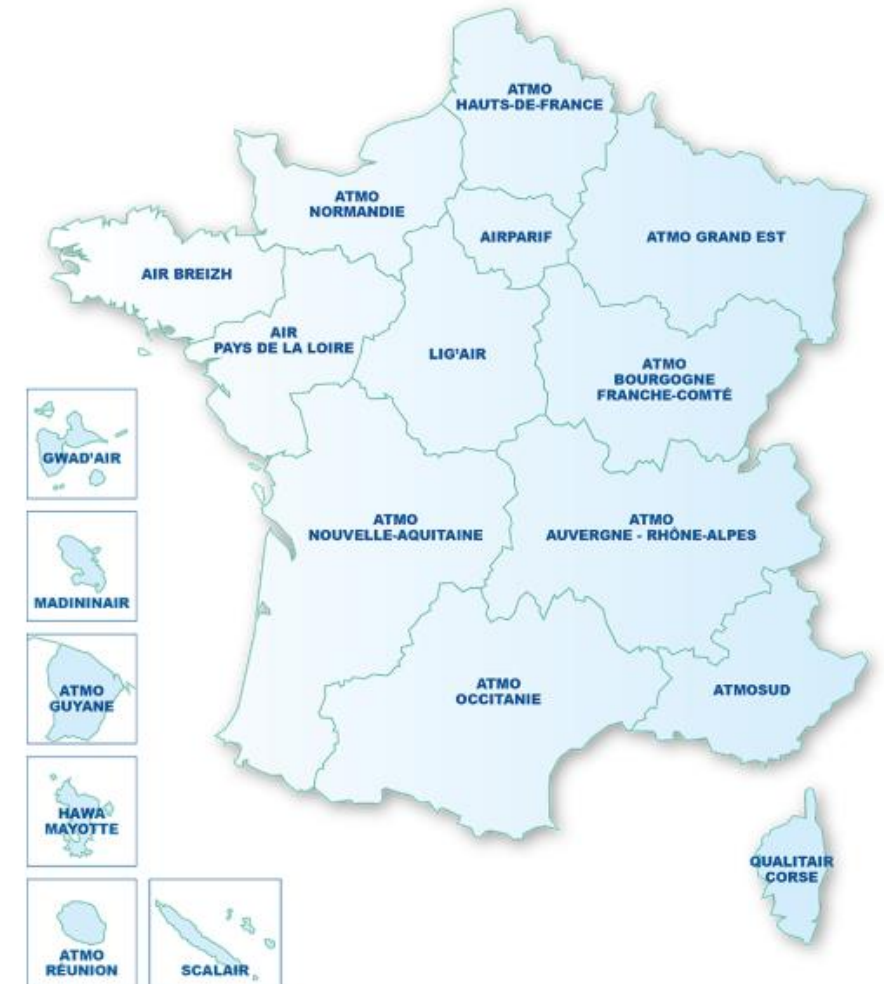 ATMO
HAUTS-DE-FRANCE
ATMO
NORMANDIE
AIRPARIF
ATMO GRAND EST
AIR BREIZH
AIR
PAYS DE LA LOIRE
LIG'AIR
ATMO
BOURGOGNE
FRANCHE-COMTÉ
GWAD'AIR
ATMO
NOUVELLE-AQUITAINE
ATMO
AUVERGNE - RHÔNE-ALPES
MADININAIR
ATMO
GUYANE
ATMO
OCCITANIE
ATMOSUD
HAWA
MAYOTTE
QUALITAIR
CORSE
ATMO
RÉUNION
SCALAIR